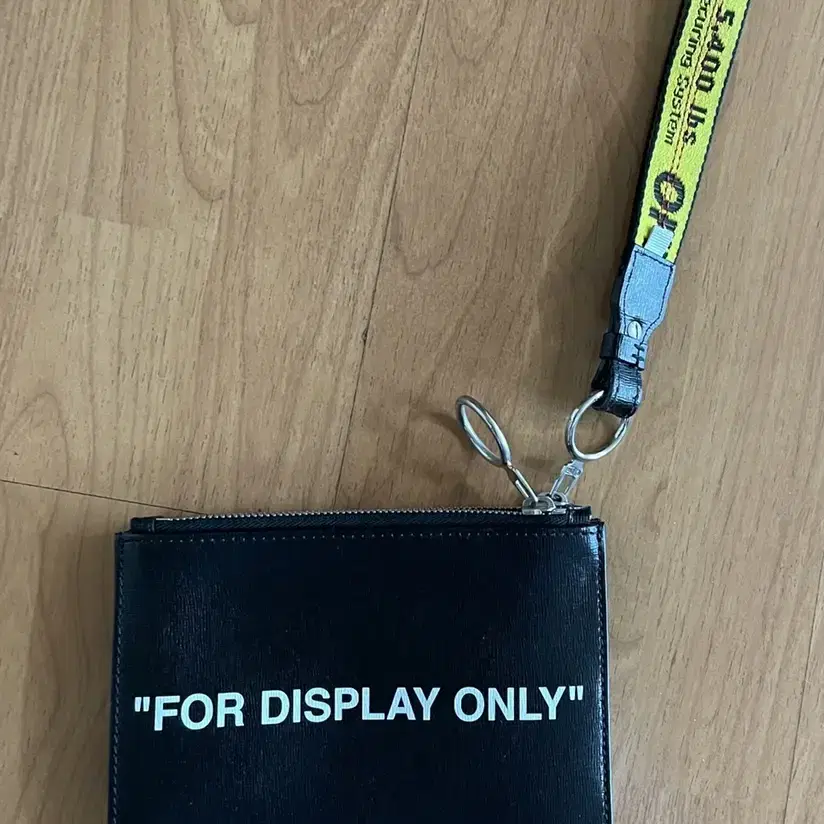 5.400 lbs
securing system
"FOR DISPLAY ONLY"